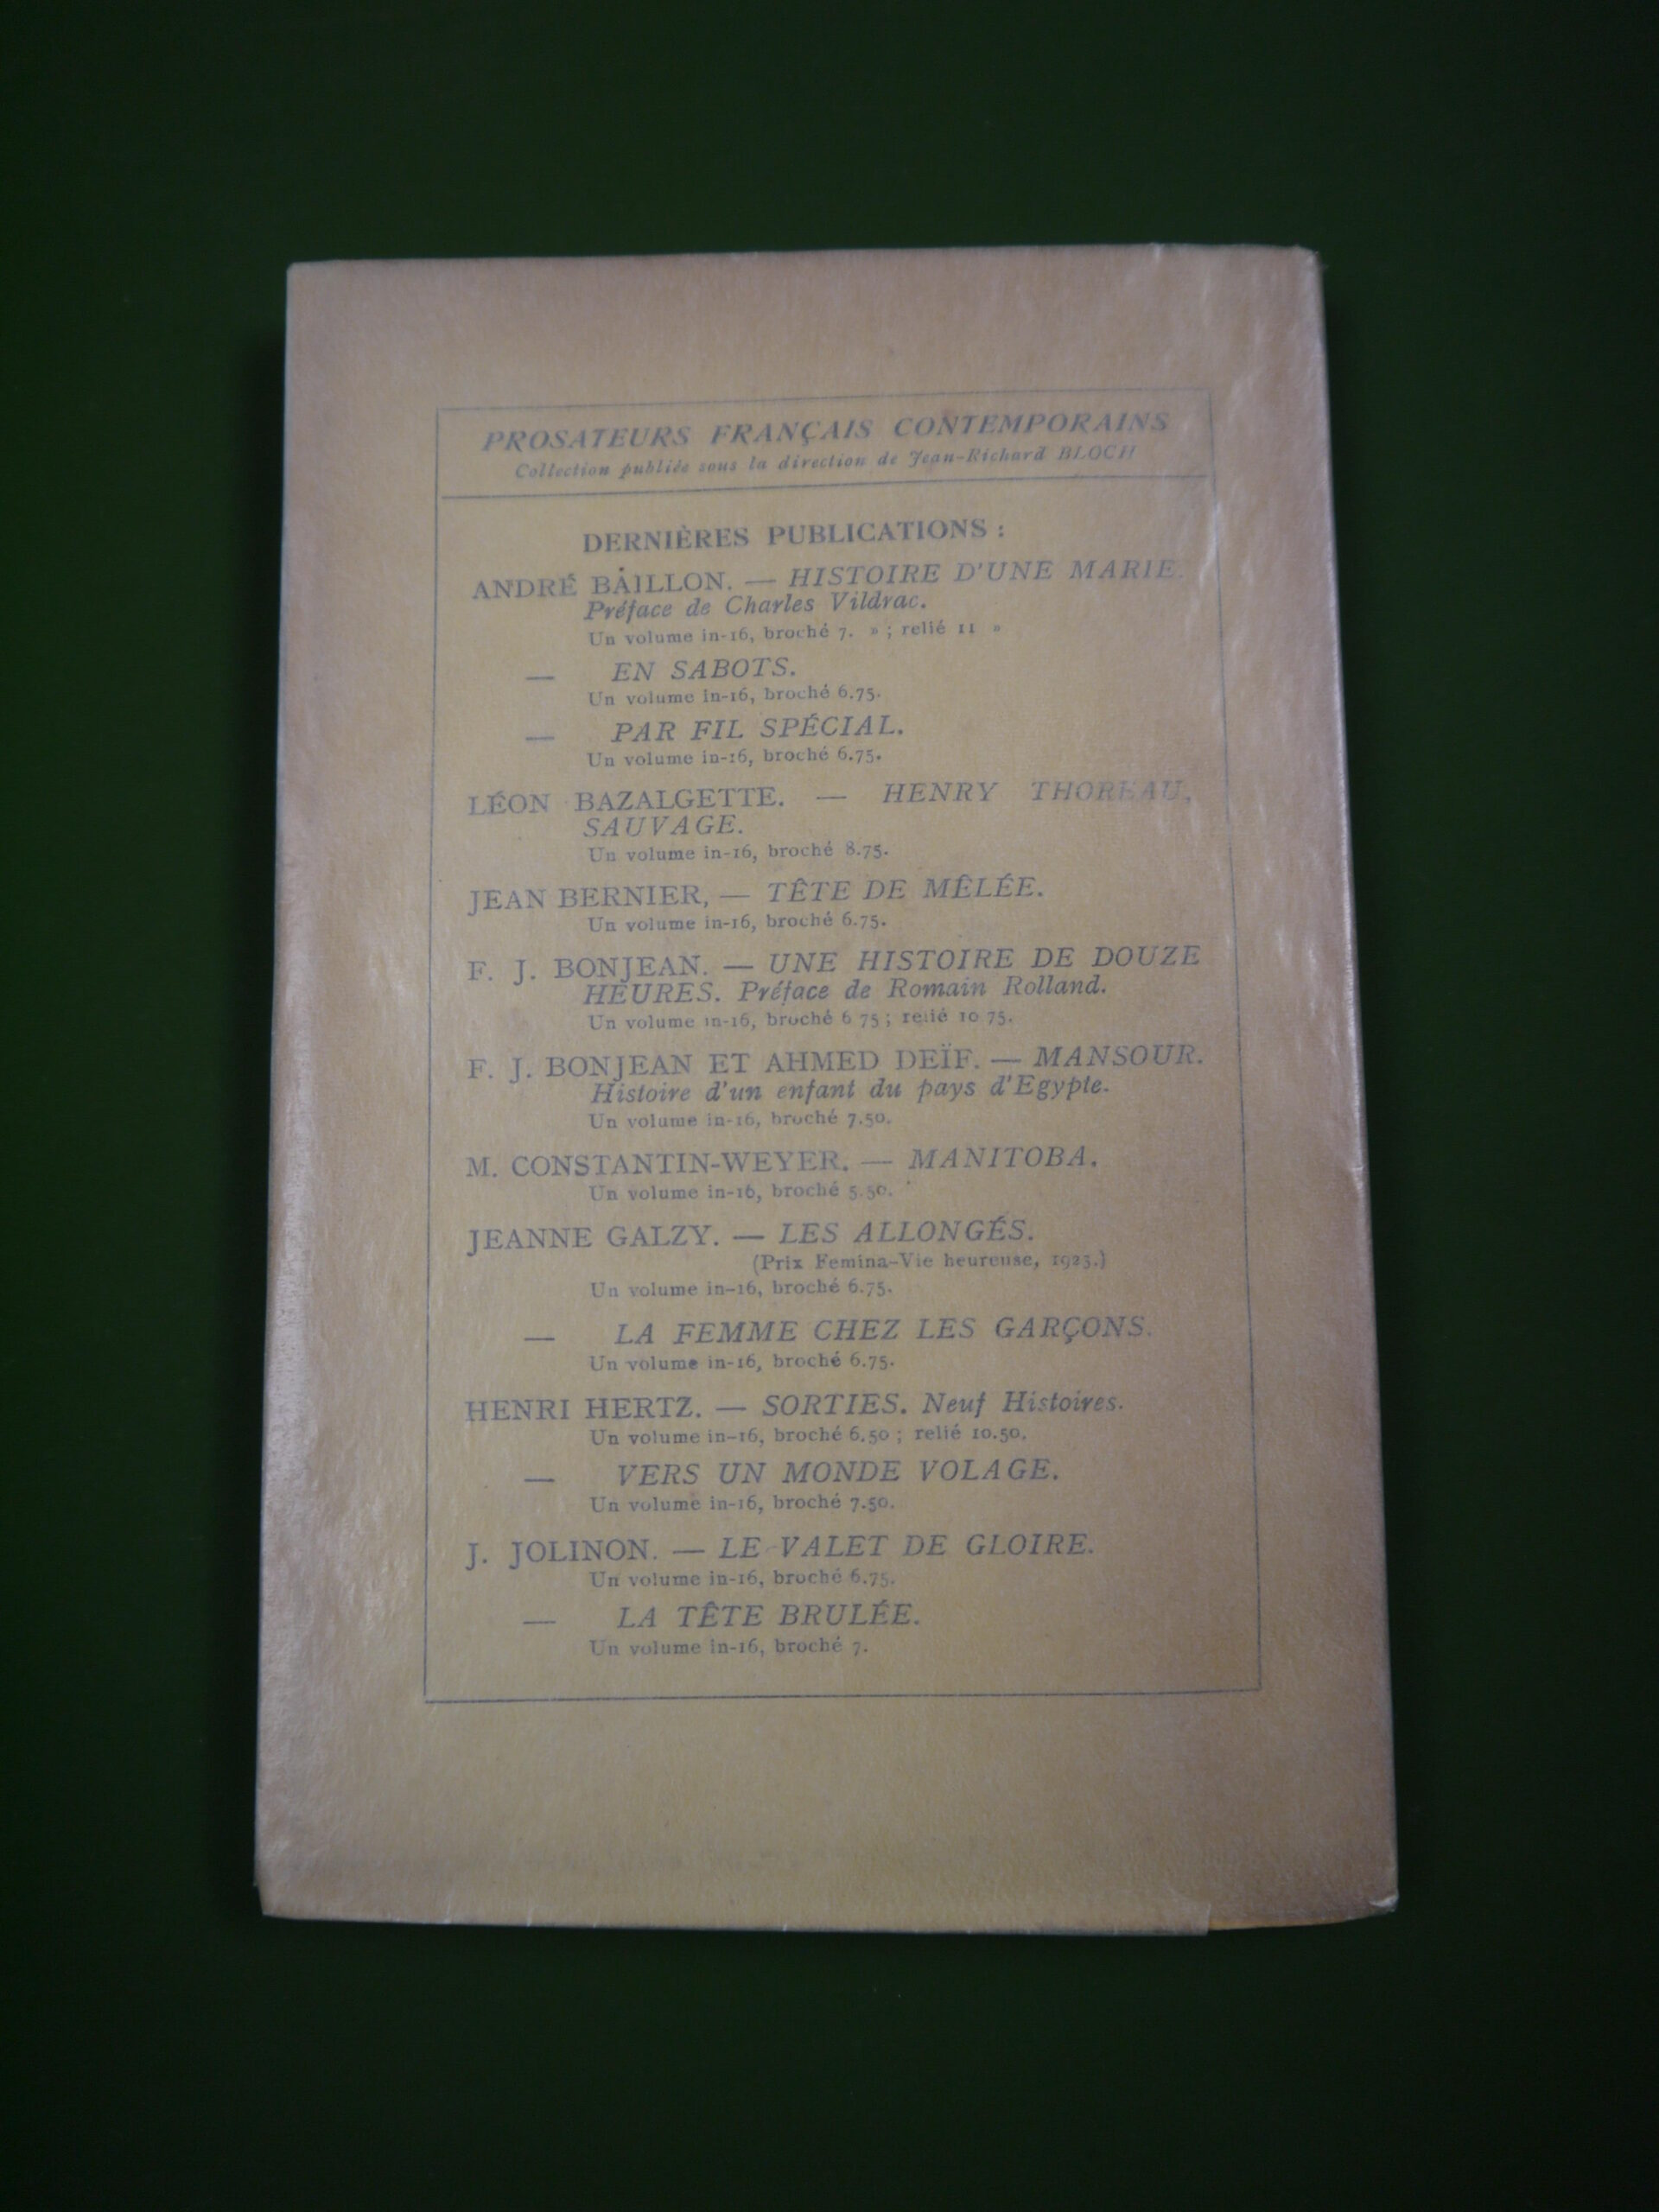 PROSATEURS FRANÇAIS CONTEMPORAINS
Collection publiée sous la direction de Jean-Richard BLOCH
DERNIÈRES PUBLICATIONS :
ANDRÉ BAILLON. — HISTOIRE D'UNE MARIE.
Préface de Charles Vildrac.
Un volume in-16, broché 7. » ; relié 11 »
— EN SABOTS.
Un volume in-16, broché 6.75.
— PAR FIL SPÉCIAL.
Un volume in-16, broché 6.75.
LÉON BAZALGETTE. — HENRY THOREAU,
SAUVAGE.
Un volume in-16, broché 8.75.
JEAN BERNIER, — TÊTE DE MÊLÉE.
Un volume in-16, broché 6.75.
F. J. BONJEAN. — UNE HISTOIRE DE DOUZE
HEURES. Préface de Romain Rolland.
Un volume in-16, broché 6 75 ; relié 10 75.
F. J. BONJEAN ET AHMED DEÏF. — MANSOUR.
Histoire d'un enfant du pays d'Egypte.
Un volume in-16, broché 7.50.
M. CONSTANTIN-WEYER. — MANITOBA.
Un volume in-16, broché 5.50.
JEANNE GALZY. — LES ALLONGÉS.
(Prix Femina-Vie heureuse, 1923.)
Un volume in-16, broché 6.75.
— LA FEMME CHEZ LES GARÇONS.
Un volume in-16, broché 6.75.
HENRI HERTZ. — SORTIES. Neuf Histoires.
Un volume in-16, broché 6.50 ; relié 10.50.
— VERS UN MONDE VOLAGE.
Un volume in-16, broché 7.50.
J. JOLINON. — LE VALET DE GLOIRE.
Un volume in-16, broché 6.75.
— LA TÊTE BRULÉE.
Un volume in-16, broché 7.